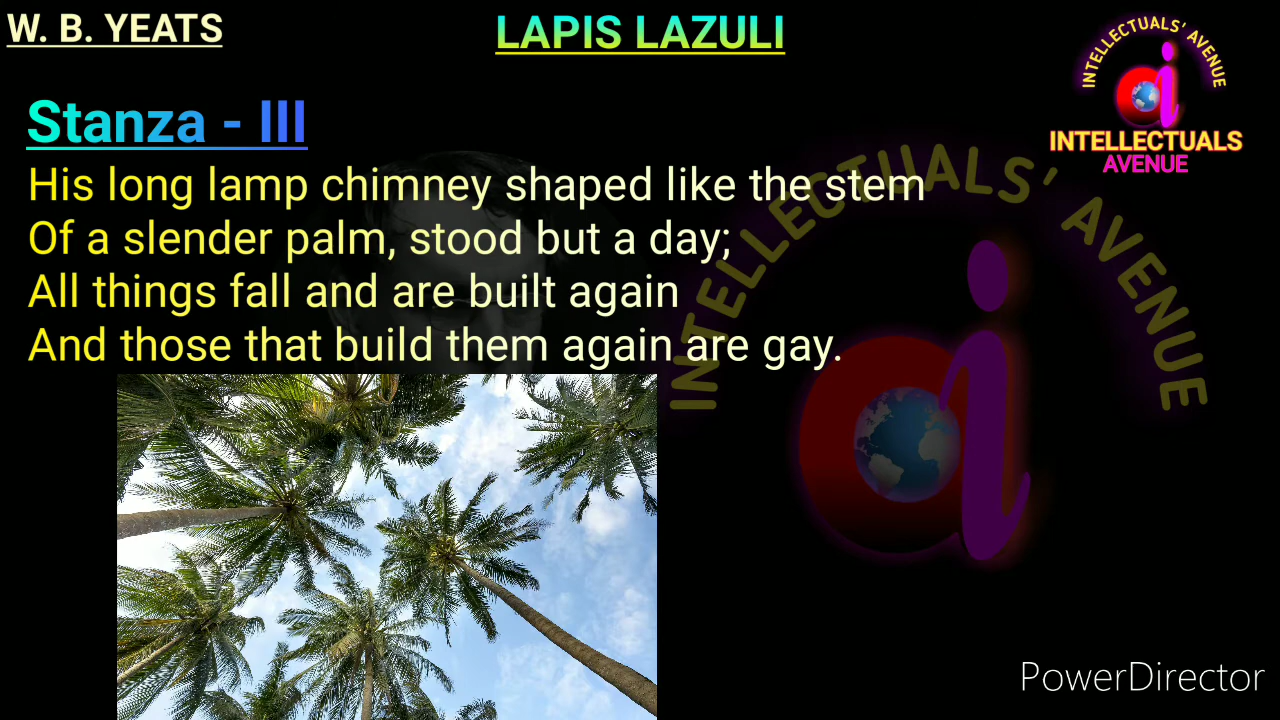 W. B. YEATS
LAPIS LAZULI
INTELLECTUALS' AVENUE
INTELLECTUALS
AVENUE
Stanza - III
His long lamp chimney shaped like the stem
Of a slender palm, stood but a day;
All things fall and are built again
And those that build them again are gay.
INTELLECTUALS' AVENUE
PowerDirector